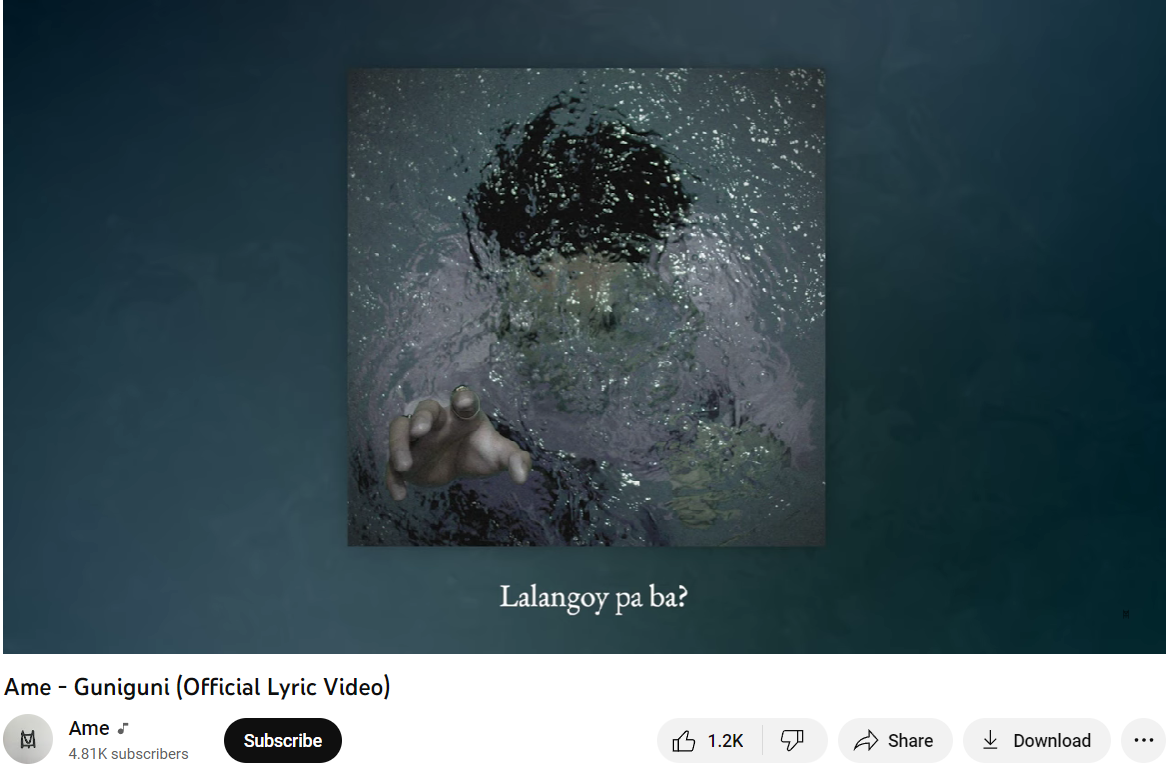 Lalangoy pa ba?
Ame - Guniguni (Official Lyric Video)
Ame
4.81K subscribers
Subscribe
1.2K
Share
Download